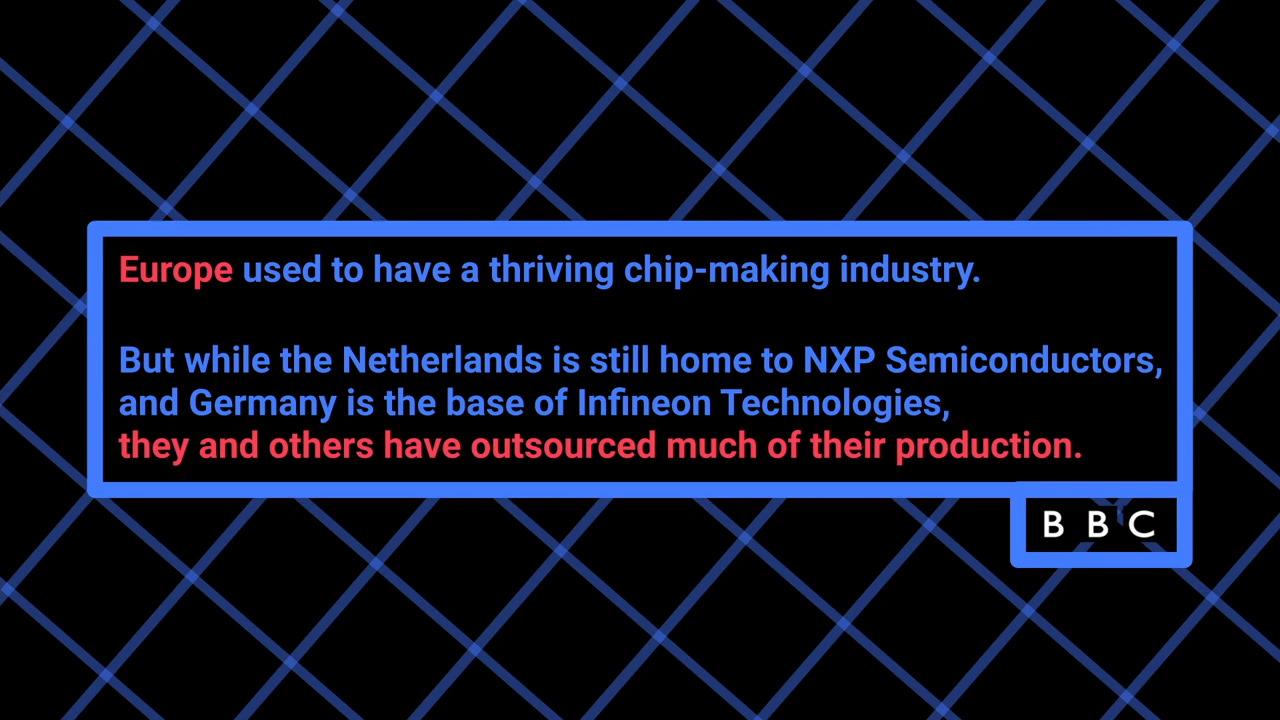 Europe used to have a thriving chip-making industry.
But while the Netherlands is still home to NXP Semiconductors,
and Germany is the base of Infineon Technologies,
they and others have outsourced much of their production.
BBC